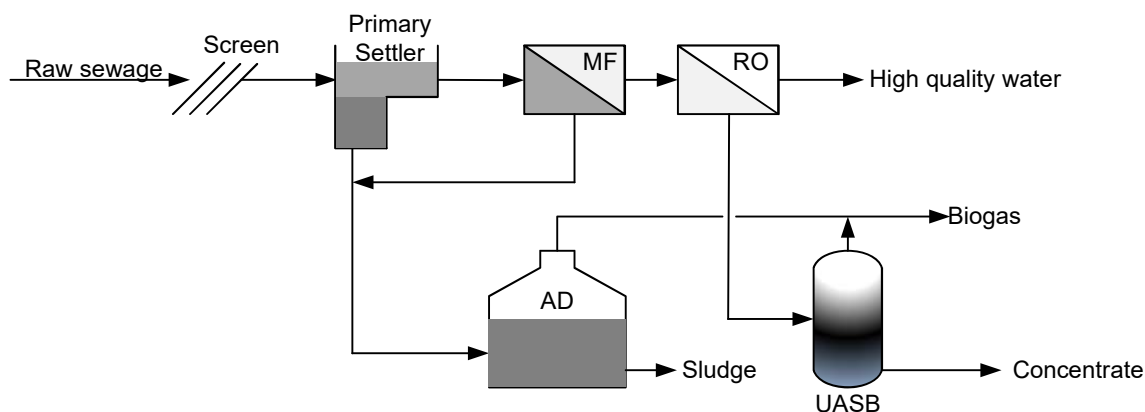 Raw sewage
Screen
Primary
Settler
MF
RO
High quality water
Biogas
AD
Sludge
UASB
Concentrate